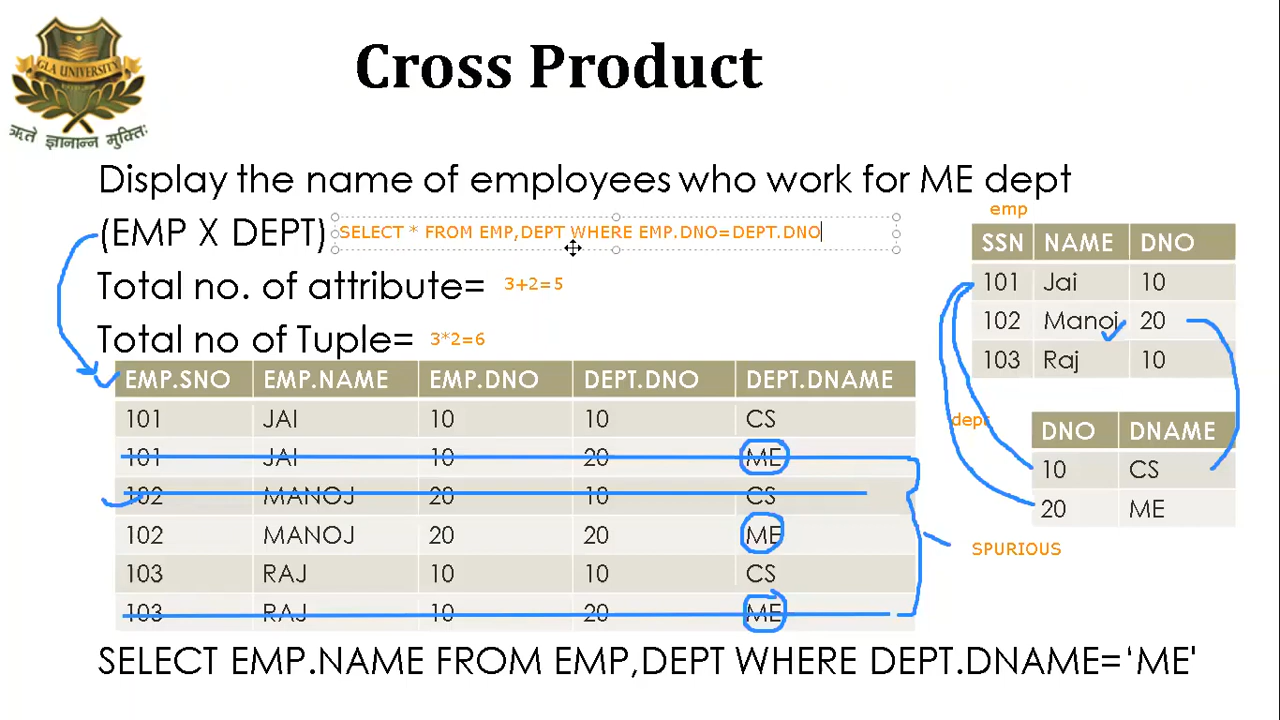 GLA UNIVERSITY
ऋते ज्ञानान्न मुक्तिः
Cross Product
Display the name of employees who work for ME dept
(EMP X DEPT) SELECT * FROM EMP,DEPT WHERE EMP.DNO=DEPT.DNO
Total no. of attribute= 3+2=5
Total no of Tuple= 3*2=6
EMP.SNO EMP.NAME EMP.DNO DEPT.DNO DEPT.DNAME
101 JAI 10 10 CS
101 JAI 10 20 ME
102 MANOJ 20 10 CS
102 MANOJ 20 20 ME
103 RAJ 10 10 CS
103 RAJ 10 20 ME
emp
SSN NAME DNO
101 Jai 10
102 Manoj 20
103 Raj 10
dept
DNO DNAME
10 CS
20 ME
SPURIOUS
SELECT EMP.NAME FROM EMP,DEPT WHERE DEPT.DNAME=‘ME'